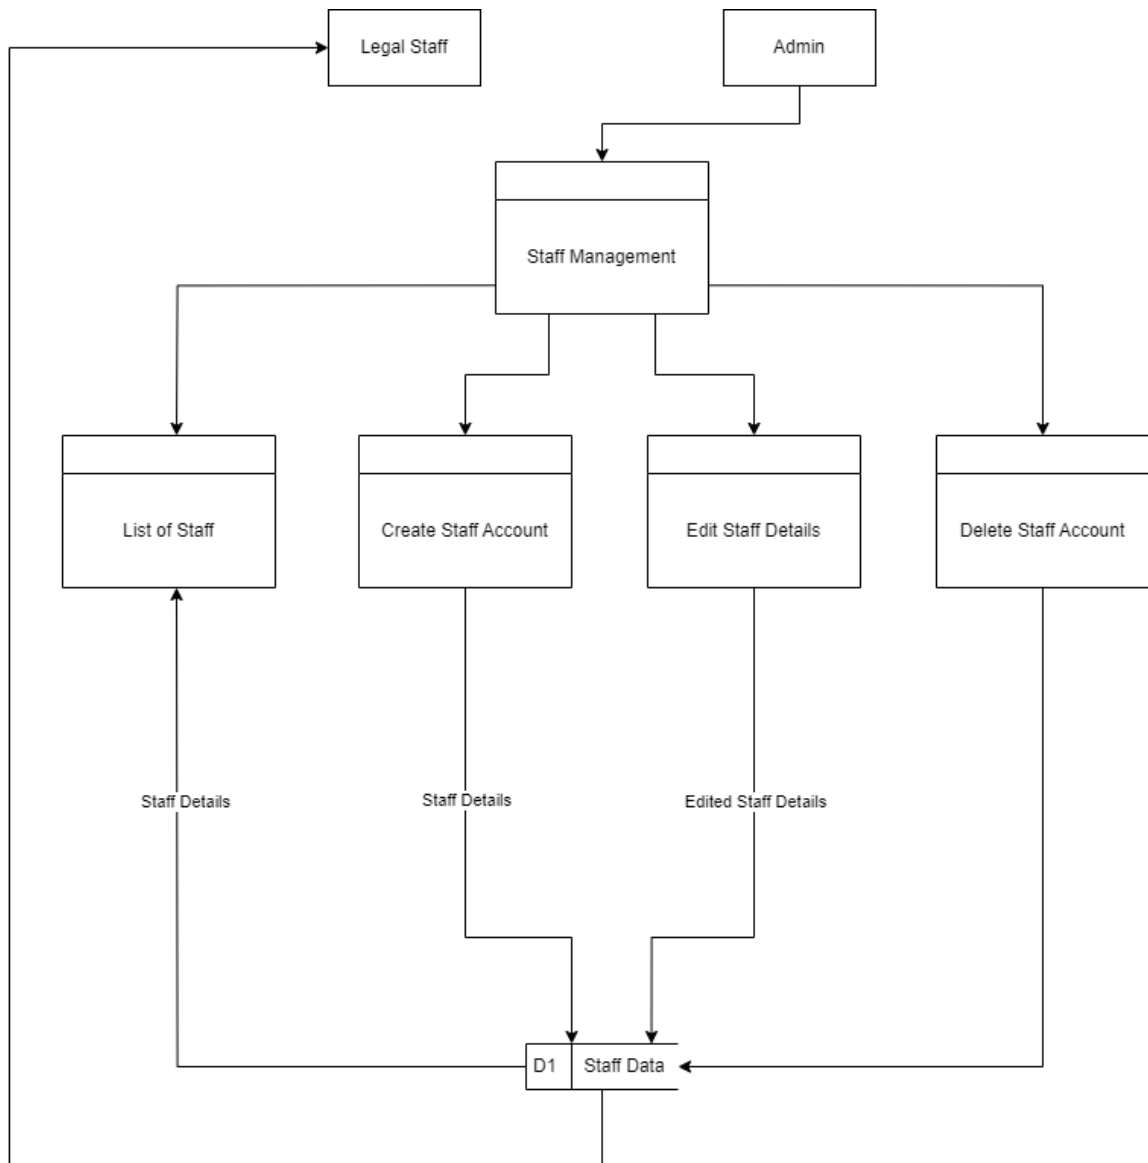 Legal Staff
Admin
Staff Management
List of Staff
Create Staff Account
Edit Staff Details
Delete Staff Account
Staff Details
Staff Details
Edited Staff Details
D1
Staff Data